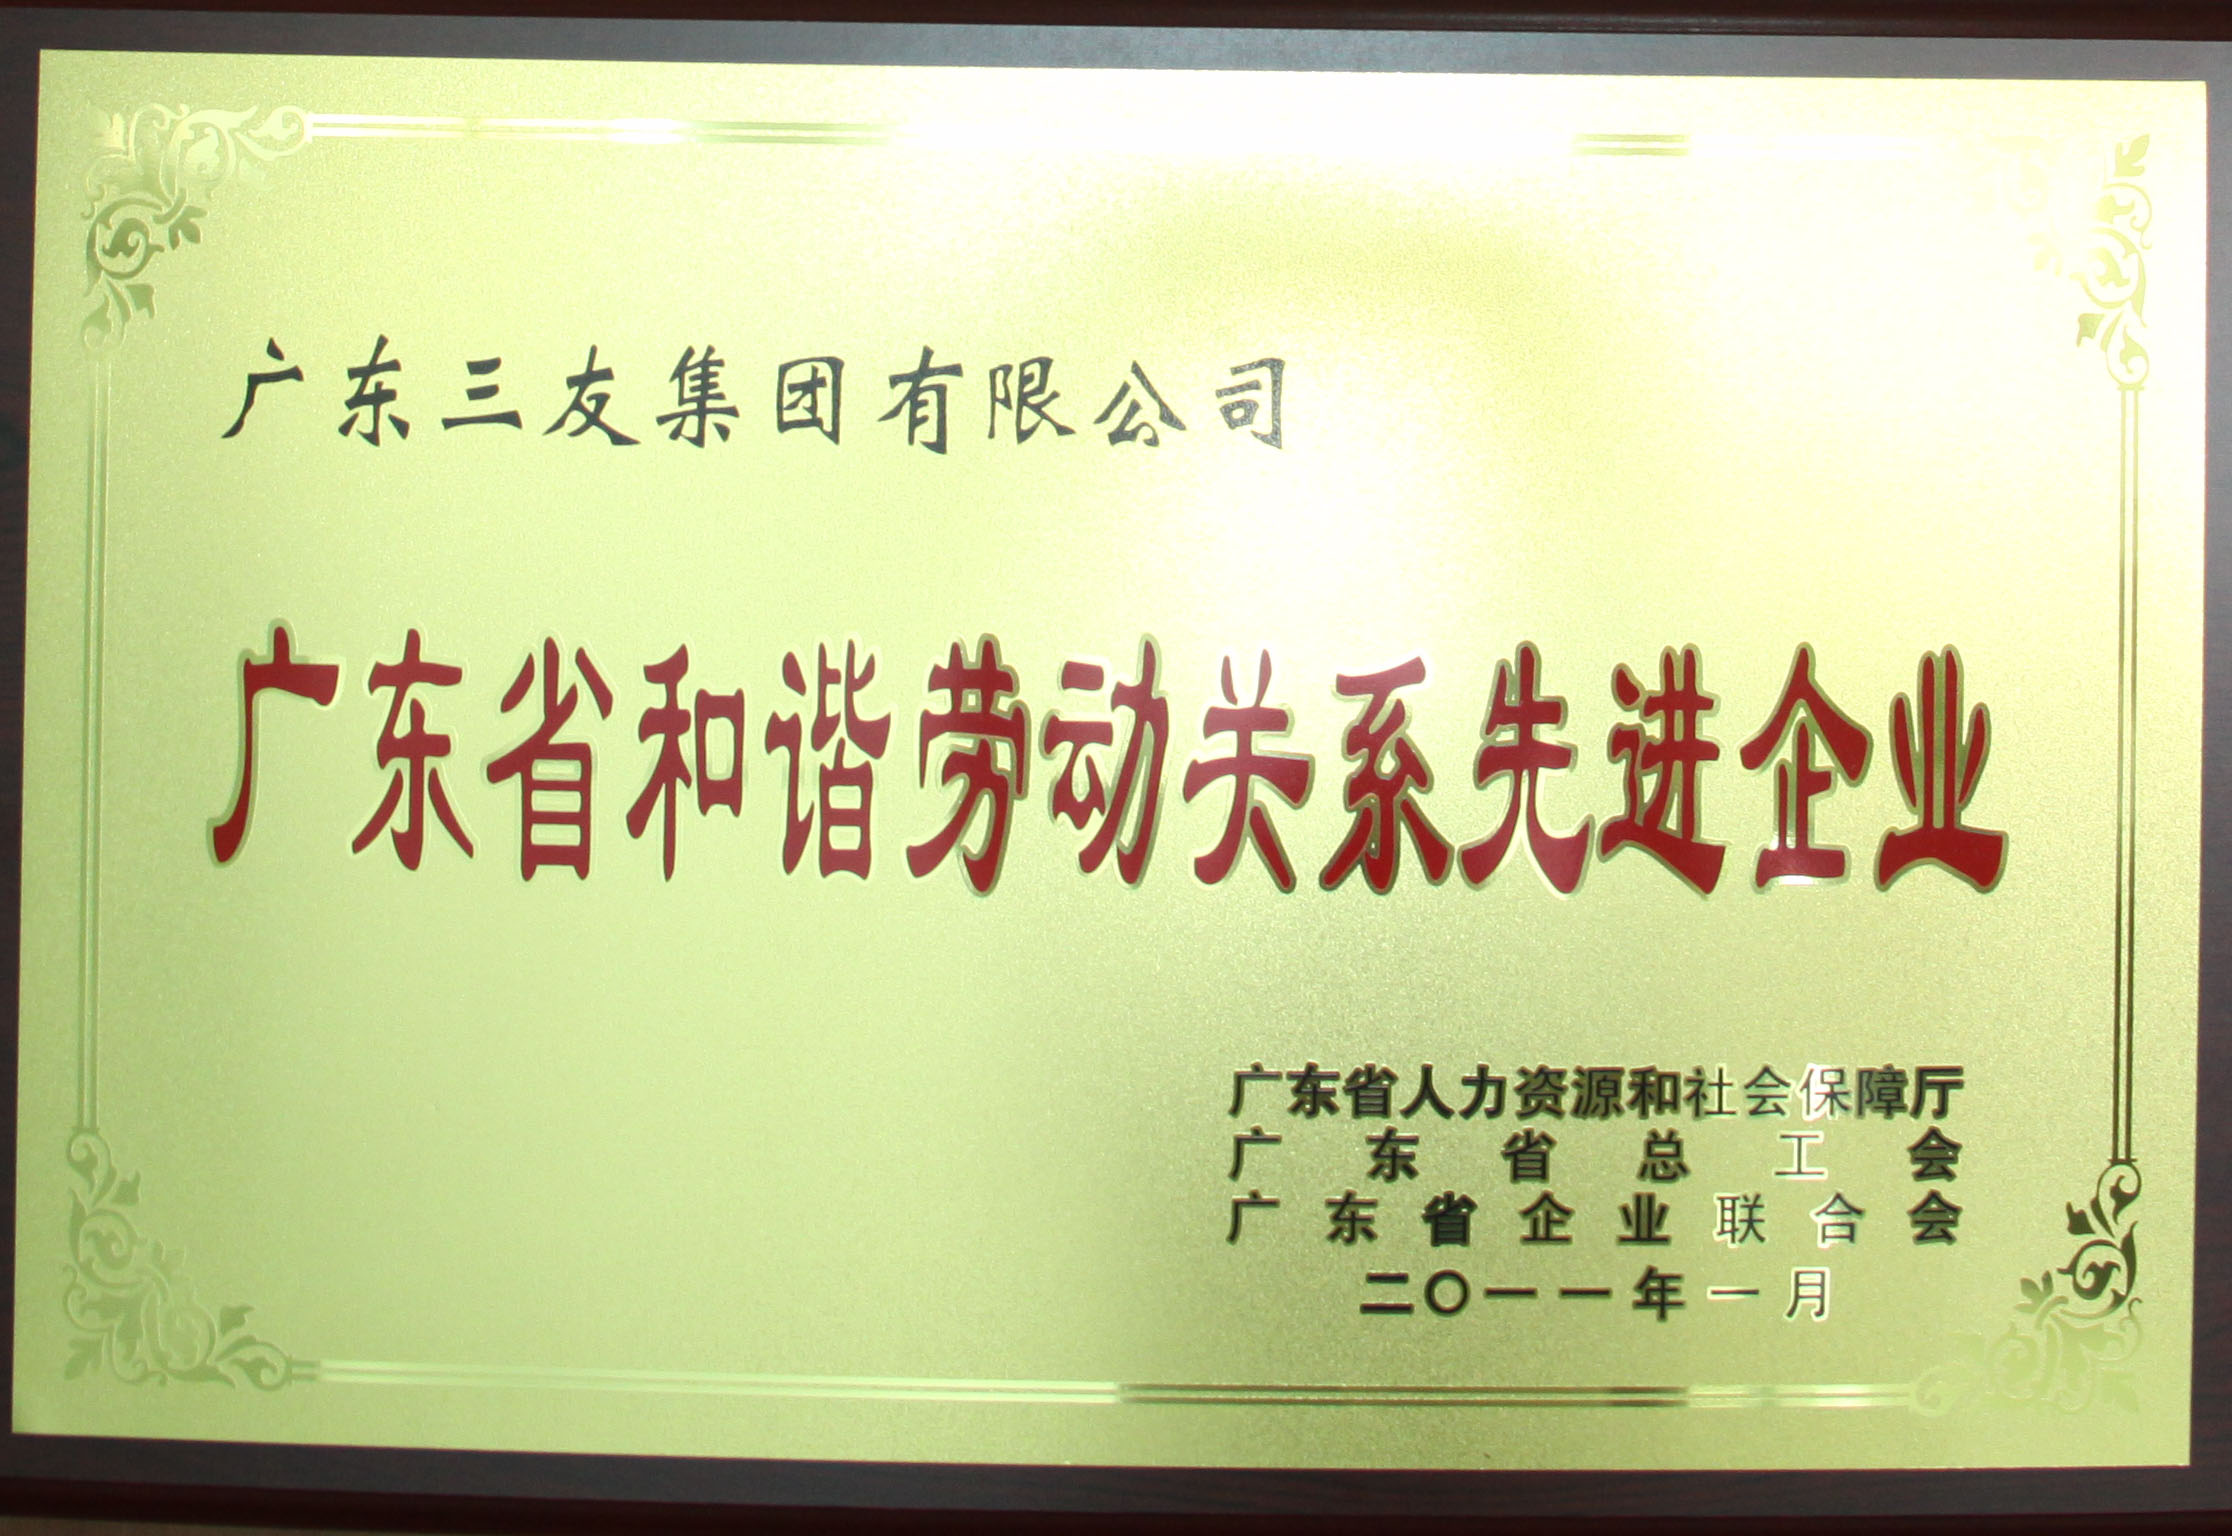 广东三友集团有限公司
广东省和谐劳动关系先进企业
广东省人力资源和社会保障厅
广东省总工会
广东省企业联合会
二〇一一年一月